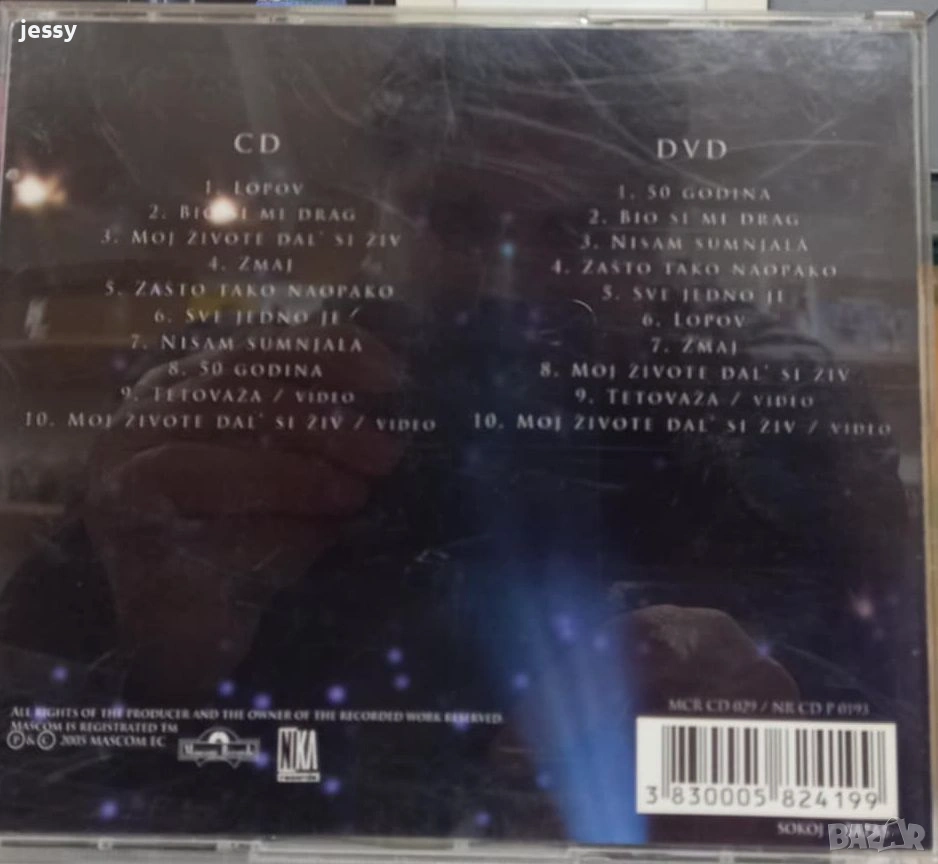 jessy
CD
1. LOPOV
2. BIO SI MI DRAG
3. MOJ ŽIVOTE DAL' SI ŽIV
4. ZMAJ
5. ZAŠTO TAKO NAOPAKO
6. SVE JEDNO JE
7. NISAM SUMNJALA
8. 50 GODINA
9. TETOVAŽA / VIDEO
10. MOJ ŽIVOTE DAL' SI ŽIV / VIDEO
DVD
1. 50 GODINA
2. BIO SI MI DRAG
3. NISAM SUMNJALA
4. ZAŠTO TAKO NAOPAKO
5. SVE JEDNO JE
6. LOPOV
7. ZMAJ
8. MOJ ŽIVOTE DAL' SI ŽIV
9. TETOVAŽA / VIDEO
10. MOJ ŽIVOTE DAL' SI ŽIV / VIDEO
ALL RIGHTS OF THE PRODUCER AND THE OWNER OF THE RECORDED WORK RESERVED.
MASCOM IS REGISTRATED TM
Ⓟ & © 2005 MASCOM EC
Mascom Records
NIKA
records
MCR CD 029 / NR CD P 0193
3 830005 824199
SOKOJ
BAZAR